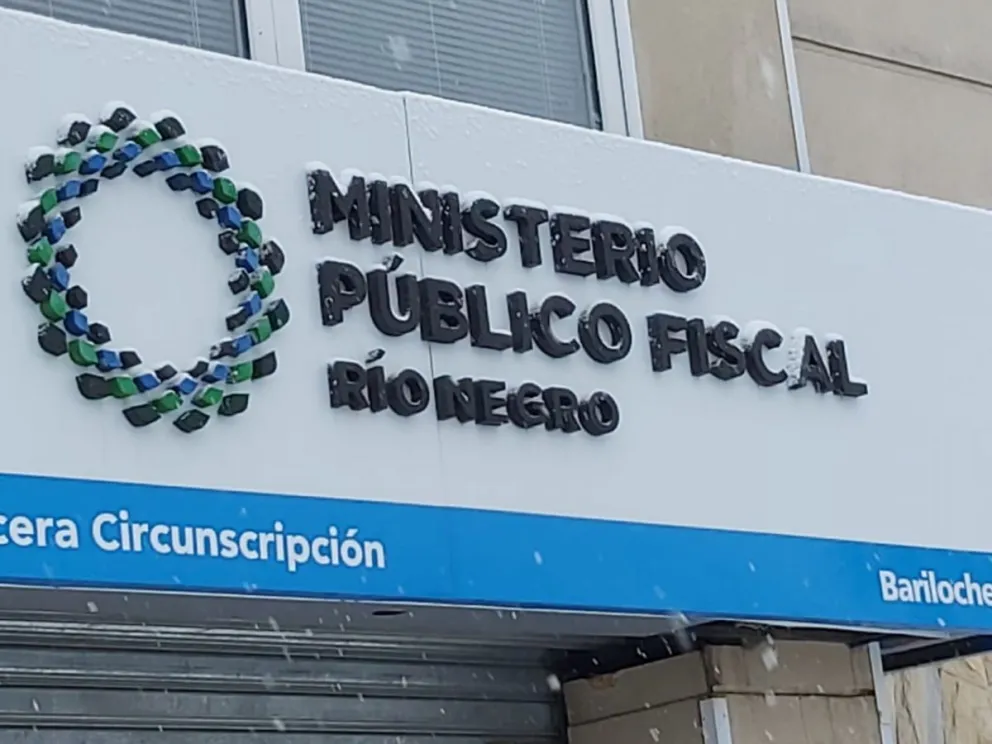 MINISTERIO
PÚBLICO FISCAL
RÍO NEGRO
cera Circunscripción
Bariloche